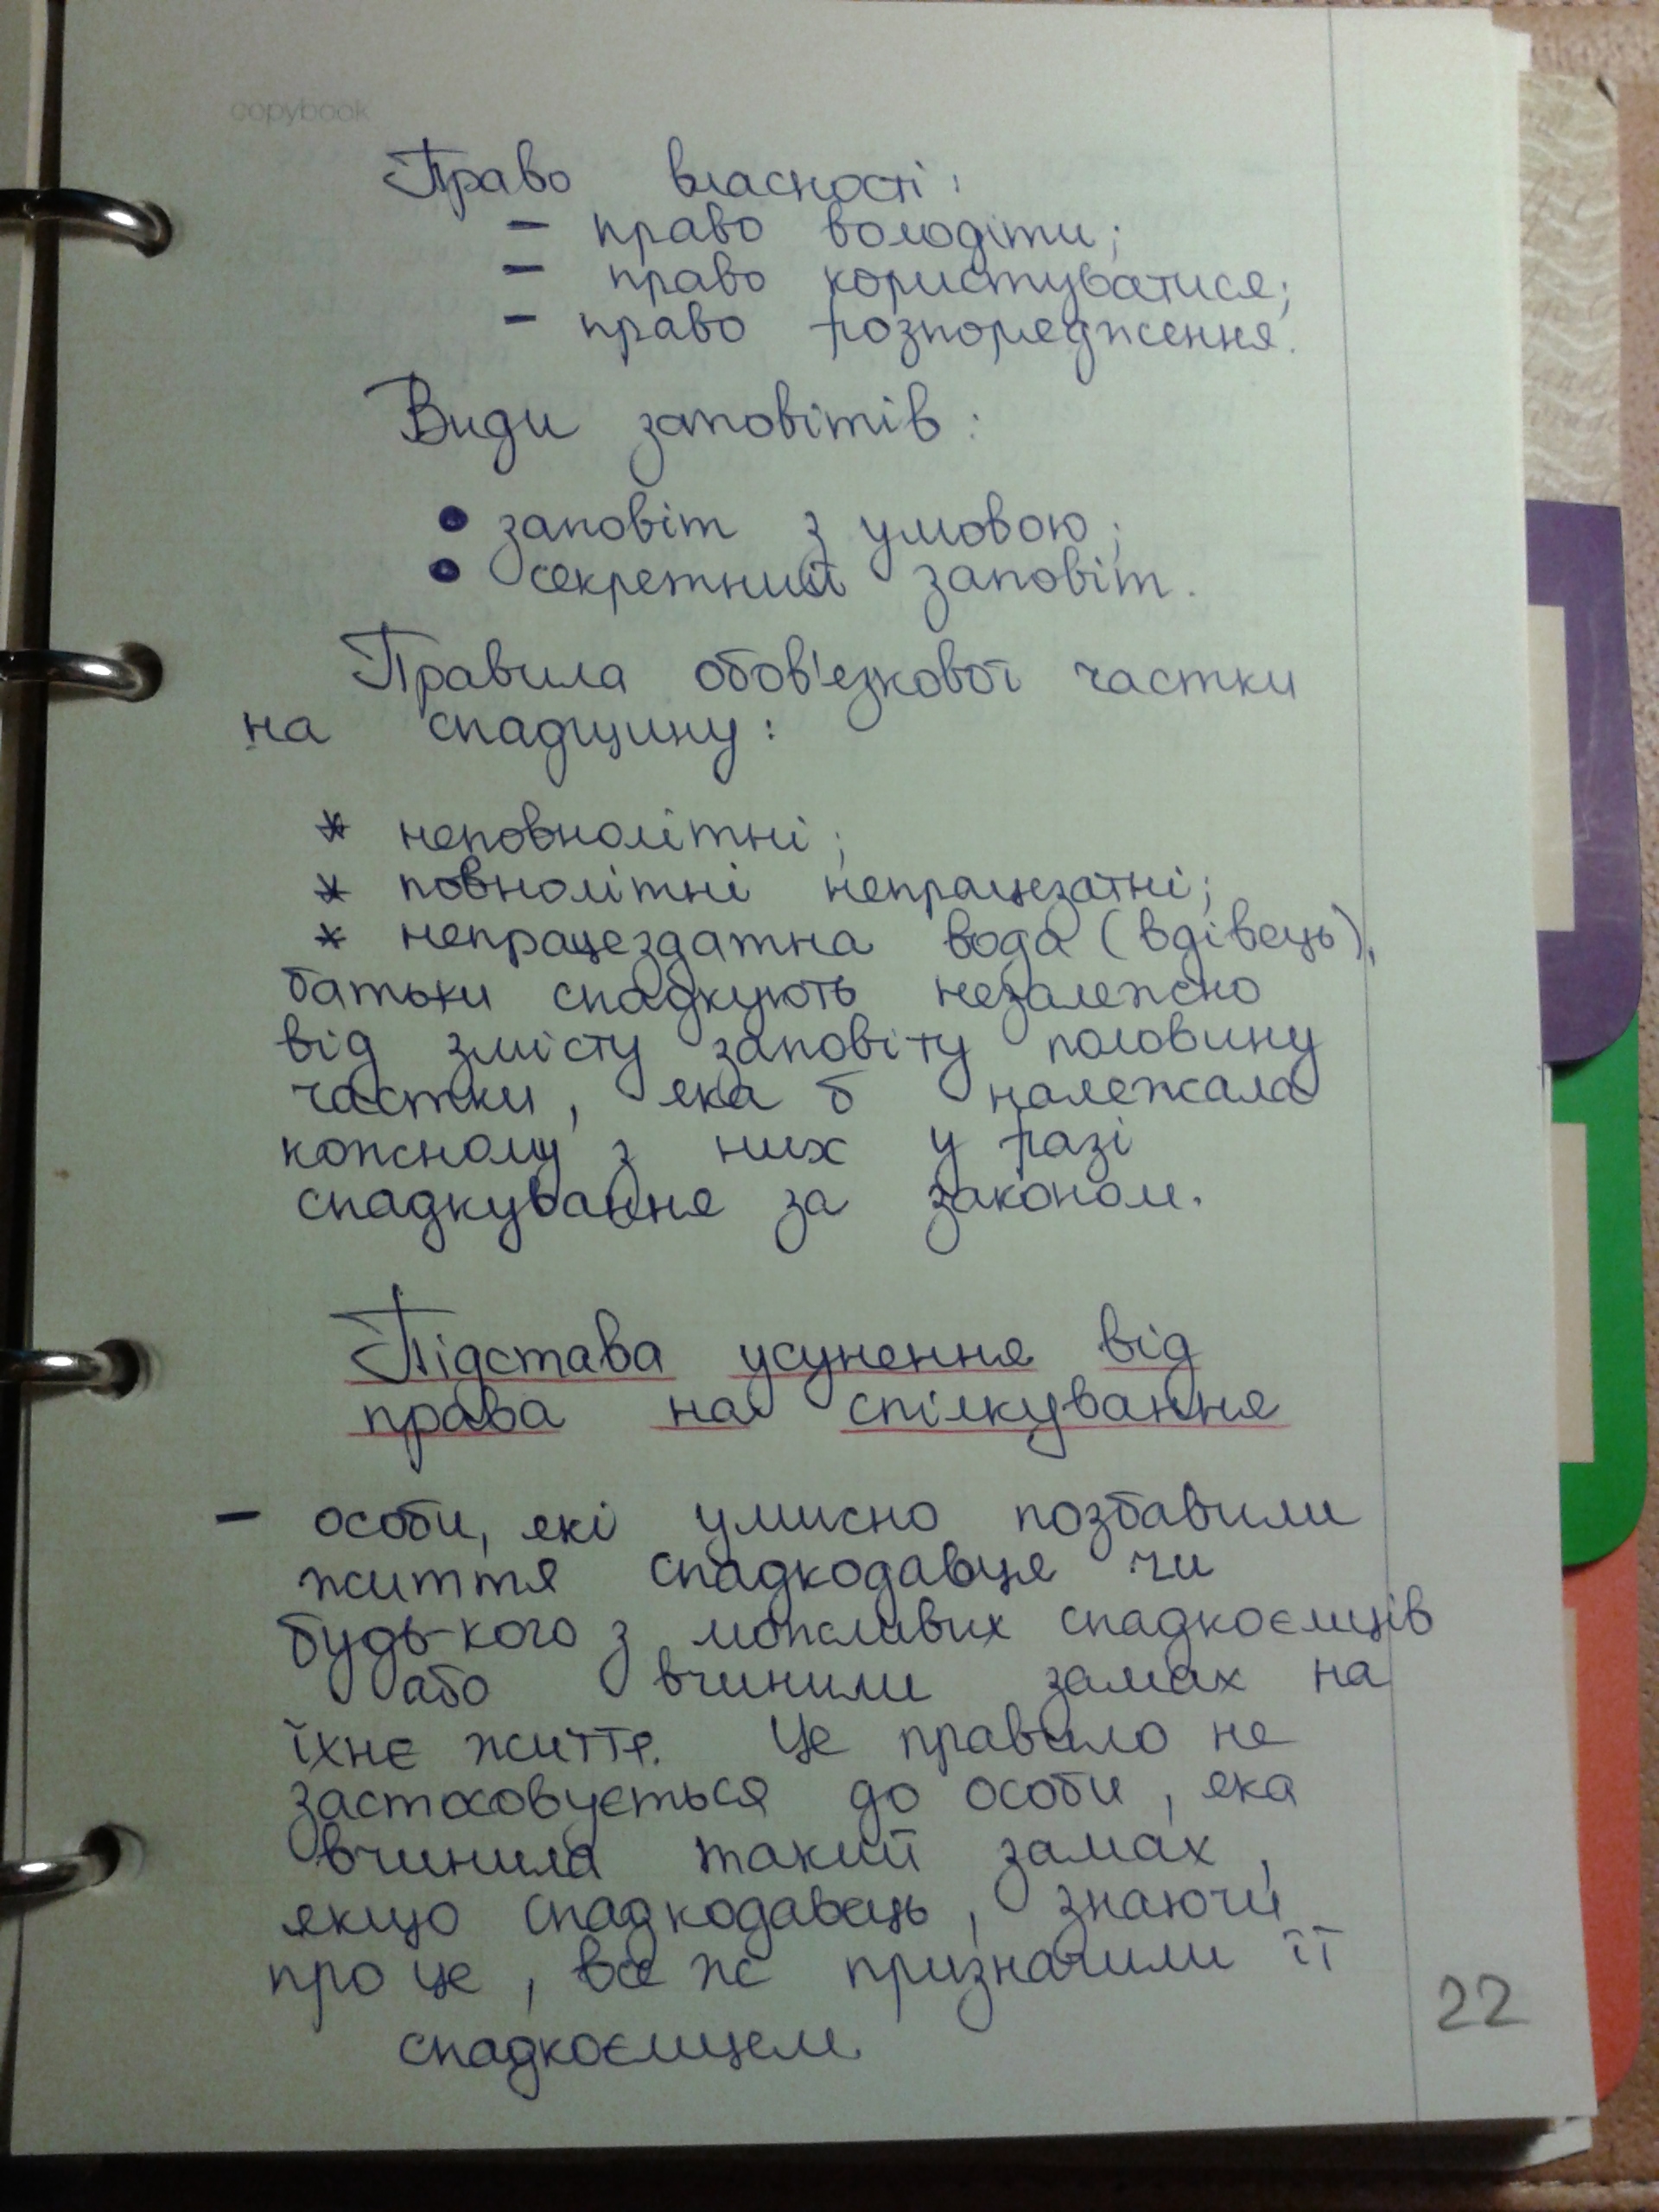 copybook
Право власності:
- право володіти;
- право користуватися;
- право розпорядження.
Види заповітів:
• заповіт з умовою;
• секретний заповіт.
Правила обов'язкової частки
на спадщину:
* неповнолітні;
* повнолітні непрацезатні;
* непрацездатна вода (вдівець),
батьки спадкують незалежно
від змісту заповіту половину
частки, яка б належала
кожному з них у разі
спадкування за законом.
Підстава усунення від
права на спілкування
- особи, які умисно позбавили
життя спадкодавця чи
будь-кого з можливих спадкоємців
або вчинили замах на
їхнє життя. Це правило не
застосовується до особи, яка
вчинила такий замах,
якщо спадкодавець, знаючи
про це, все ж призначили її
спадкоємцем
22